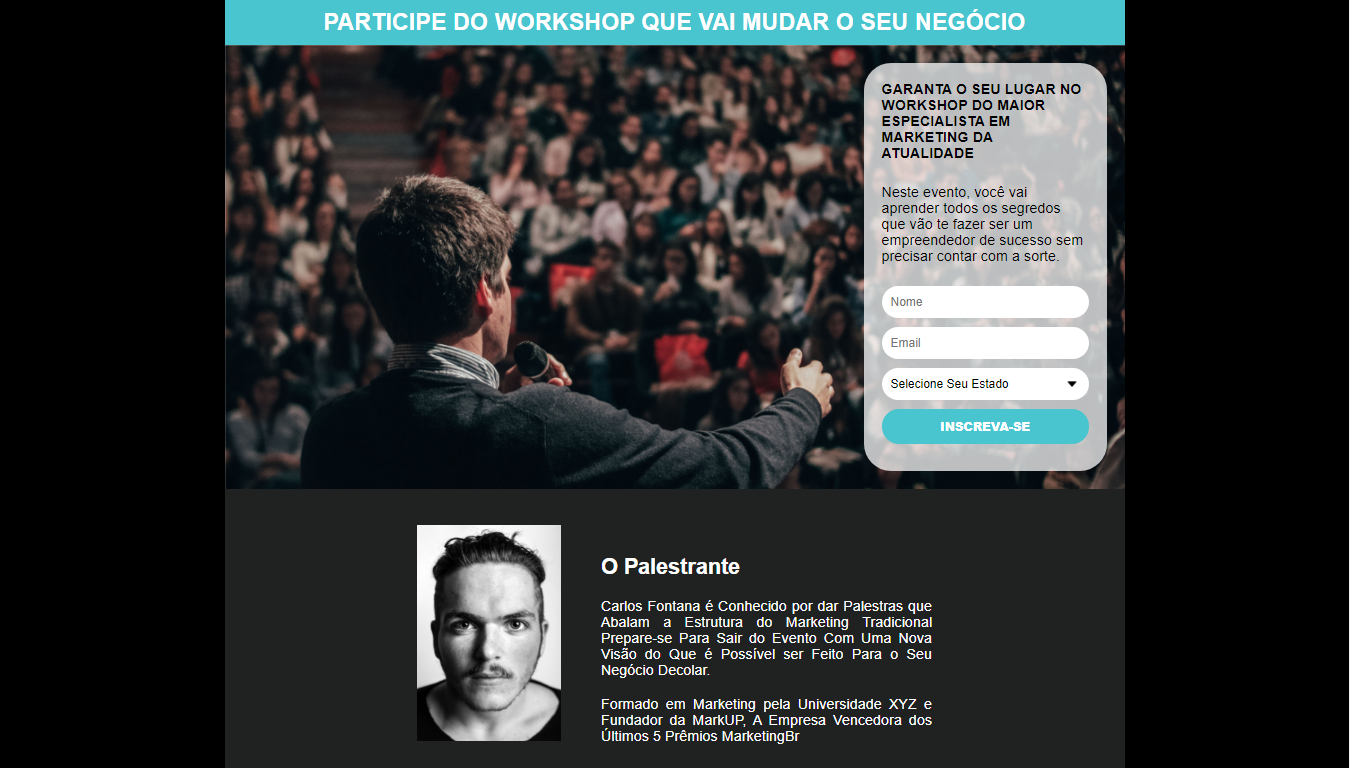 PARTICIPE DO WORKSHOP QUE VAI MUDAR O SEU NEGÓCIO
GARANTA O SEU LUGAR NO
WORKSHOP DO MAIOR
ESPECIALISTA EM
MARKETING DA
ATUALIDADE
Neste evento, você vai
aprender todos os segredos
que vão te fazer ser um
empreendedor de sucesso sem
precisar contar com a sorte.
Nome
Email
Selecione Seu Estado
INSCREVA-SE
O Palestrante
Carlos Fontana é Conhecido por dar Palestras que
Abalam a Estrutura do Marketing Tradicional
Prepare-se Para Sair do Evento Com Uma Nova
Visão do Que é Possível ser Feito Para o Seu
Negócio Decolar.
Formado em Marketing pela Universidade XYZ e
Fundador da MarkUP, A Empresa Vencedora dos
Últimos 5 Prêmios MarketingBr